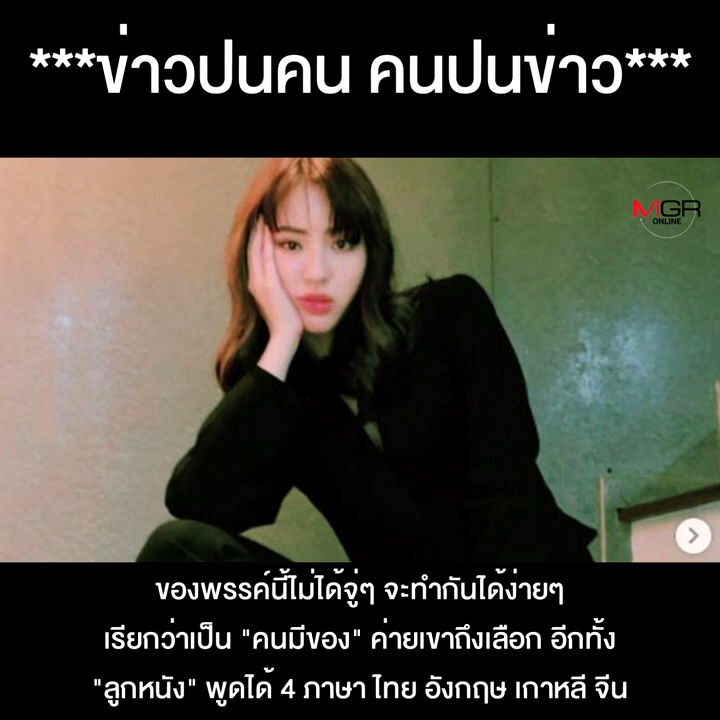 ***ข่าวปนคน คนปนข่าว***
MGR
ONLINE
ของพรรค์นี้ไม่ได้จู่ๆ จะทำกันได้ง่ายๆ
เรียกว่าเป็น "คนมีของ" ค่ายเขาถึงเลือก อีกทั้ง
"ลูกหนัง" พูดได้ 4 ภาษา ไทย อังกฤษ เกาหลี จีน